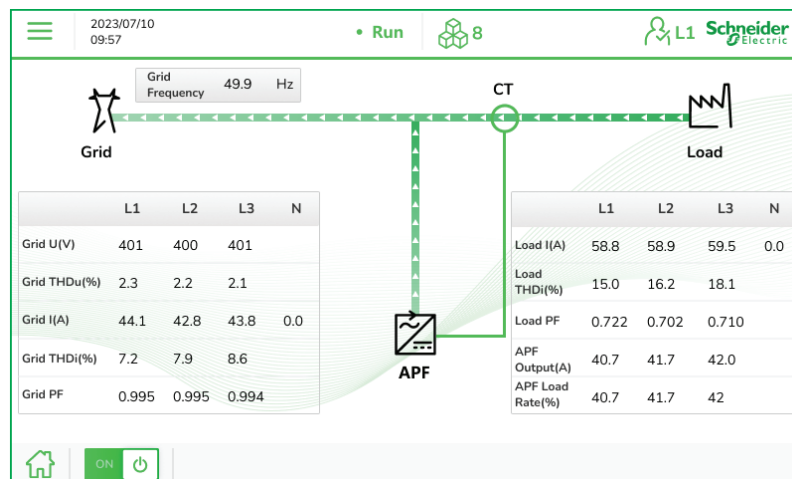 2023/07/10
09:57
• Run
8
L1
Schneider
Electric
Grid
Frequency 49.9 Hz
CT
Grid
Load
L1 L2 L3 N
Grid U(V) 401 400 401
Grid THDu(%) 2.3 2.2 2.1
Grid I(A) 44.1 42.8 43.8 0.0
Grid THDi(%) 7.2 7.9 8.6
Grid PF 0.995 0.995 0.994
APF
L1 L2 L3 N
Load I(A) 58.8 58.9 59.5 0.0
Load
THDi(%) 15.0 16.2 18.1
Load PF 0.722 0.702 0.710
APF
Output(A) 40.7 41.7 42.0
APF Load
Rate(%) 40.7 41.7 42
ON